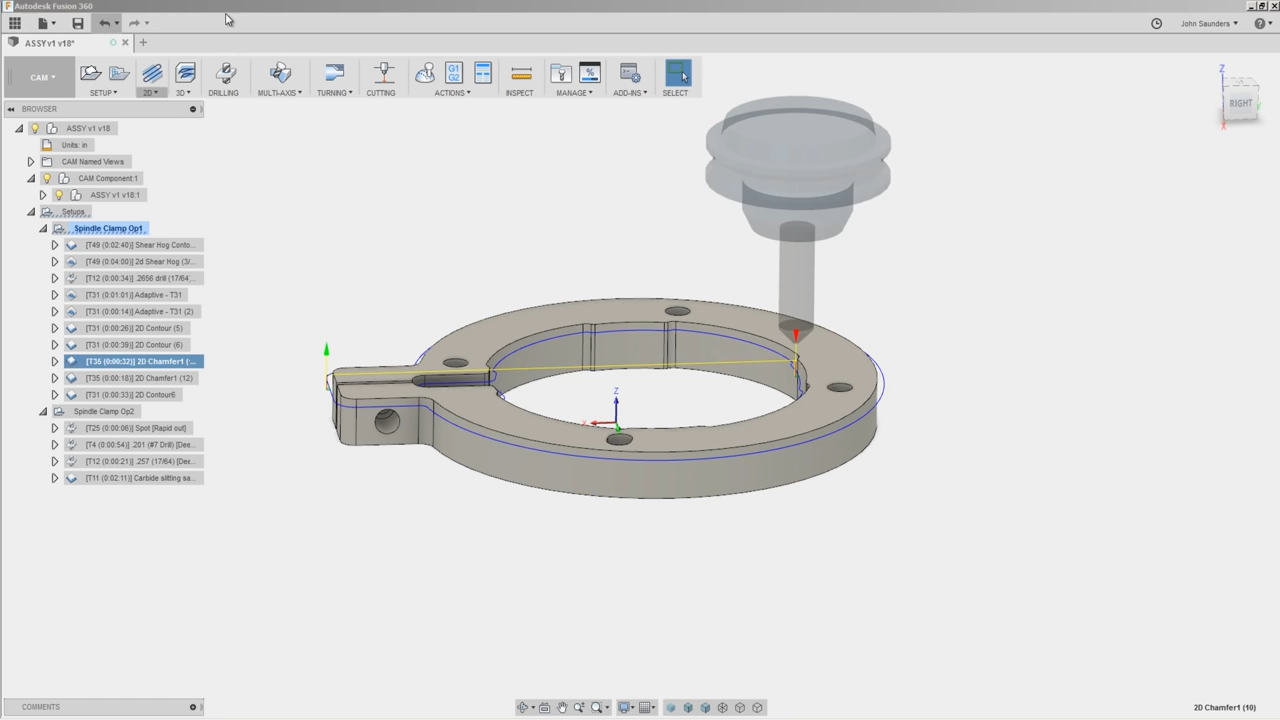 Autodesk Fusion 360
John Saunders
ASSY v1 v18*
CAM
SETUP
2D
3D
DRILLING
MULTI-AXIS
TURNING
CUTTING
G1
G2
ACTIONS
INSPECT
MANAGE
ADD-INS
SELECT
Z
RIGHT
Y
X
BROWSER
ASSY v1 v18
Units: in
CAM Named Views
CAM Component:1
ASSY v1 v18:1
Setups
Spindle Clamp Op1
[T49 (0:02:40)] Shear Hog Conto...
[T49 (0:04:00)] 2d Shear Hog (3/...
[T12 (0:00:34)] .2656 drill (17/64)...
[T31 (0:01:01)] Adaptive - T31
[T31 (0:00:14)] Adaptive - T31 (2)
[T31 (0:00:26)] 2D Contour (5)
[T31 (0:00:39)] 2D Contour (6)
[T35 (0:00:32)] 2D Chamfer1 (...
[T35 (0:00:18)] 2D Chamfer1 (12)
[T31 (0:00:33)] 2D Contour6
Spindle Clamp Op2
[T25 (0:00:06)] Spot [Rapid out]
[T4 (0:00:54)] .201 (#7 Drill) [Dee...
[T12 (0:00:21)] .257 (17/64) [Dee...
[T11 (0:02:11)] Carbide slitting sa...
Z
X
COMMENTS
2D Chamfer1 (10)